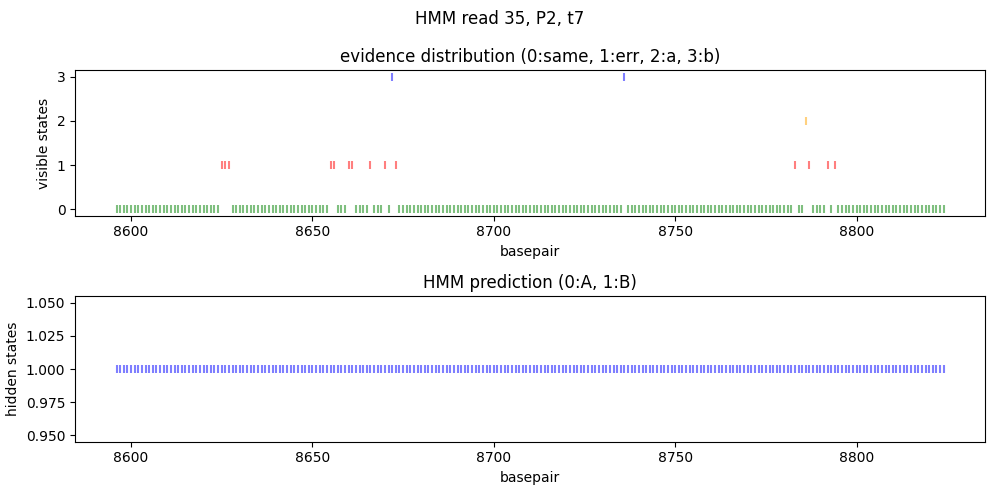 HMM read 35, P2, t7
evidence distribution (0:same, 1:err, 2:a, 3:b)
visible states
3
2
1
0
8600 8650 8700 8750 8800
basepair
HMM prediction (0:A, 1:B)
hidden states
1.050
1.025
1.000
0.975
0.950
8600 8650 8700 8750 8800
basepair